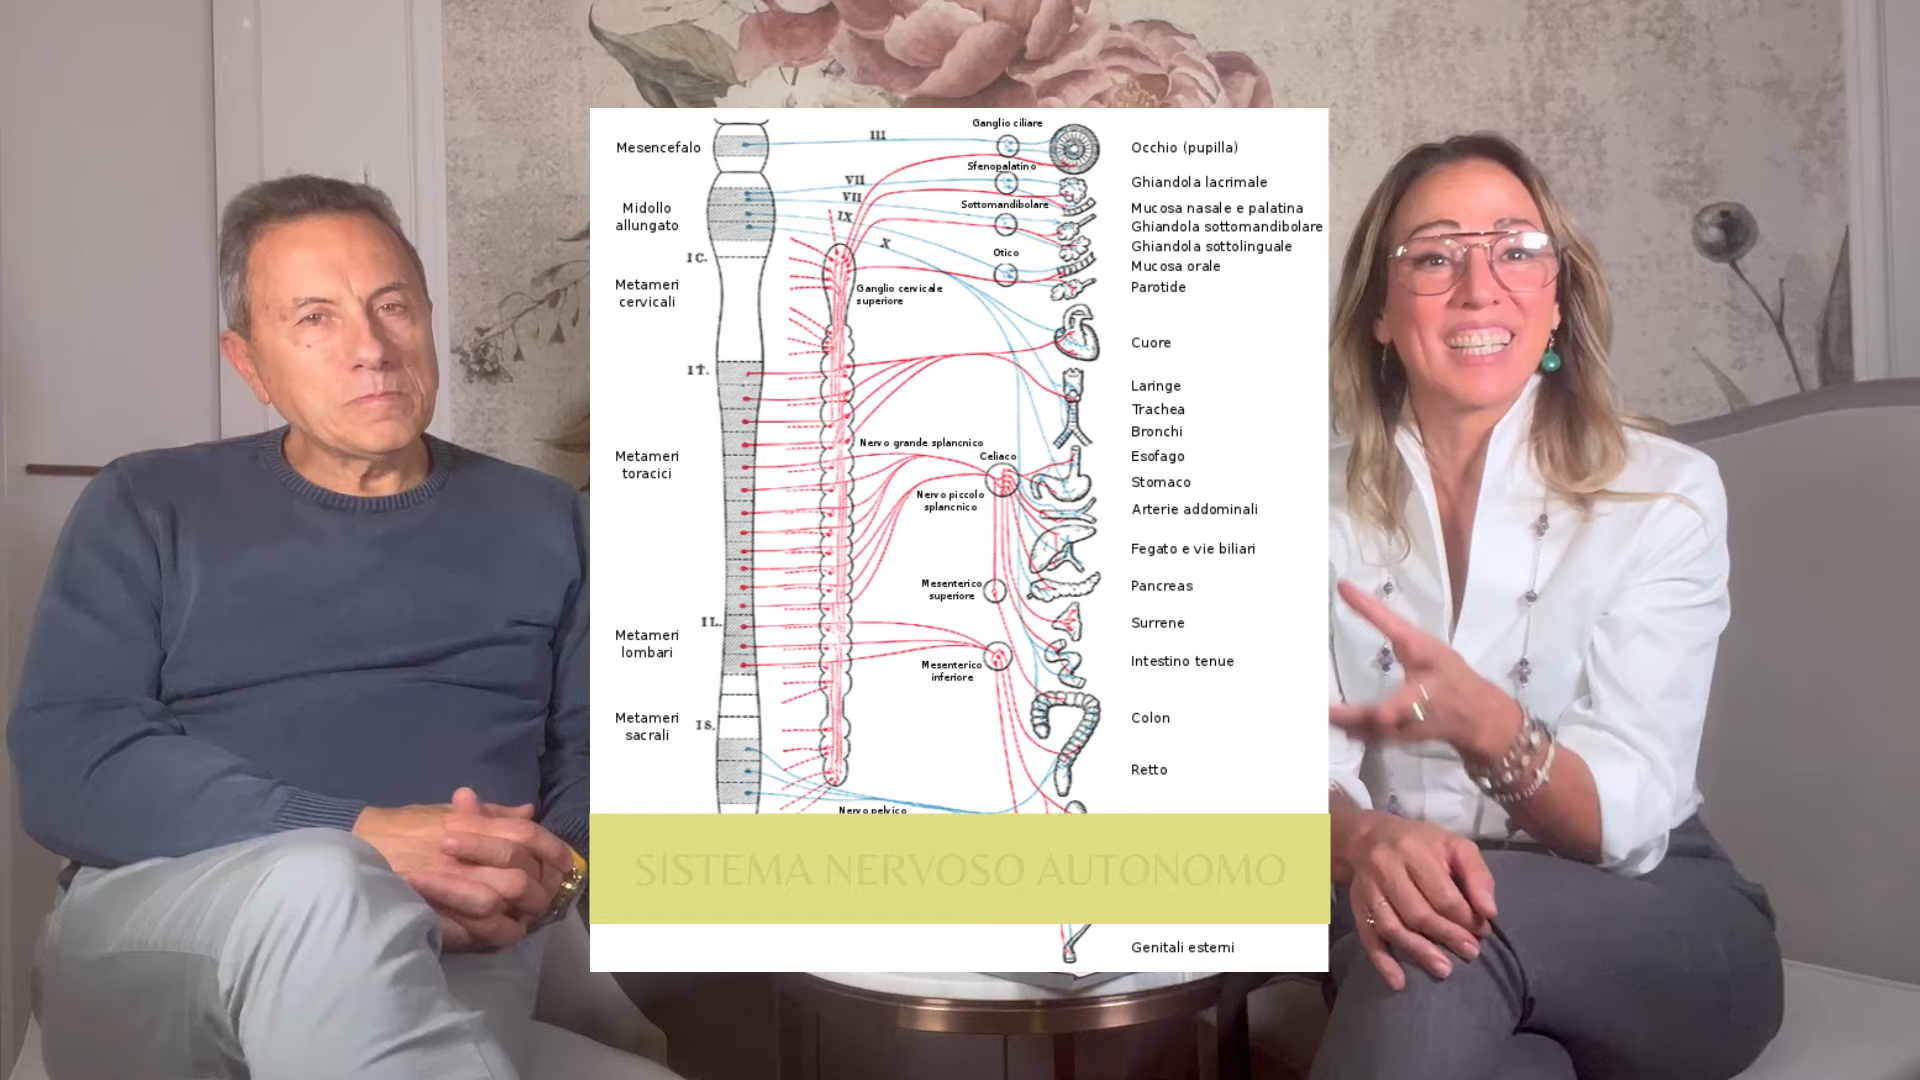 Ganglio ciliare
III
Mesencefalo
Occhio (pupilla)
Sfenopalatino
VII
Ghiandola lacrimale
VII
Sottomandibolare
Mucosa nasale e palatina
Midollo
allungato
IX
Ghiandola sottomandibolare
X
Ghiandola sottolinguale
Otico
I C.
Mucosa orale
Metameri
cervicali
Ganglio cervicale
superiore
Parotide
Cuore
I T.
Laringe
Trachea
Bronchi
Nervo grande splancnico
Metameri
toracici
Celiaco
Esofago
Stomaco
Nervo piccolo
splancnico
Arterie addominali
Fegato e vie biliari
Mesenterico
superiore
Pancreas
I L.
Surrene
Metameri
lombari
Mesenterico
inferiore
Intestino tenue
Metameri
sacrali
I S.
Colon
Retto
Nervo pelvico
SISTEMA NERVOSO AUTONOMO
Genitali esterni